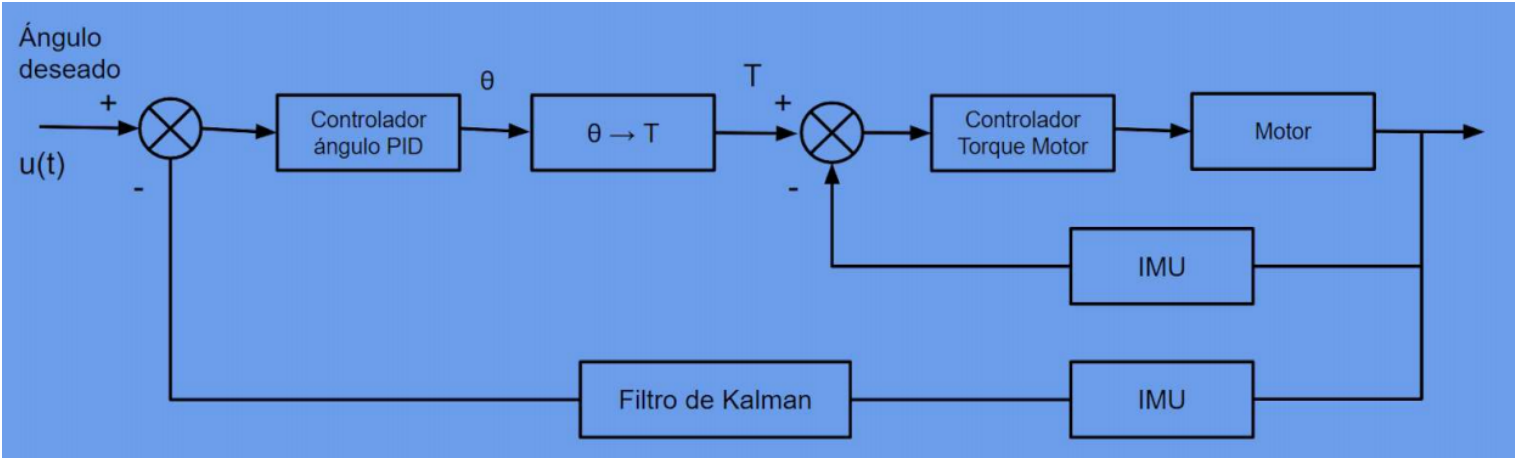 Ángulo
deseado
+
u(t)
-
Controlador
ángulo PID
θ
θ → T
T
+
-
Controlador
Torque Motor
Motor
IMU
Filtro de Kalman
IMU